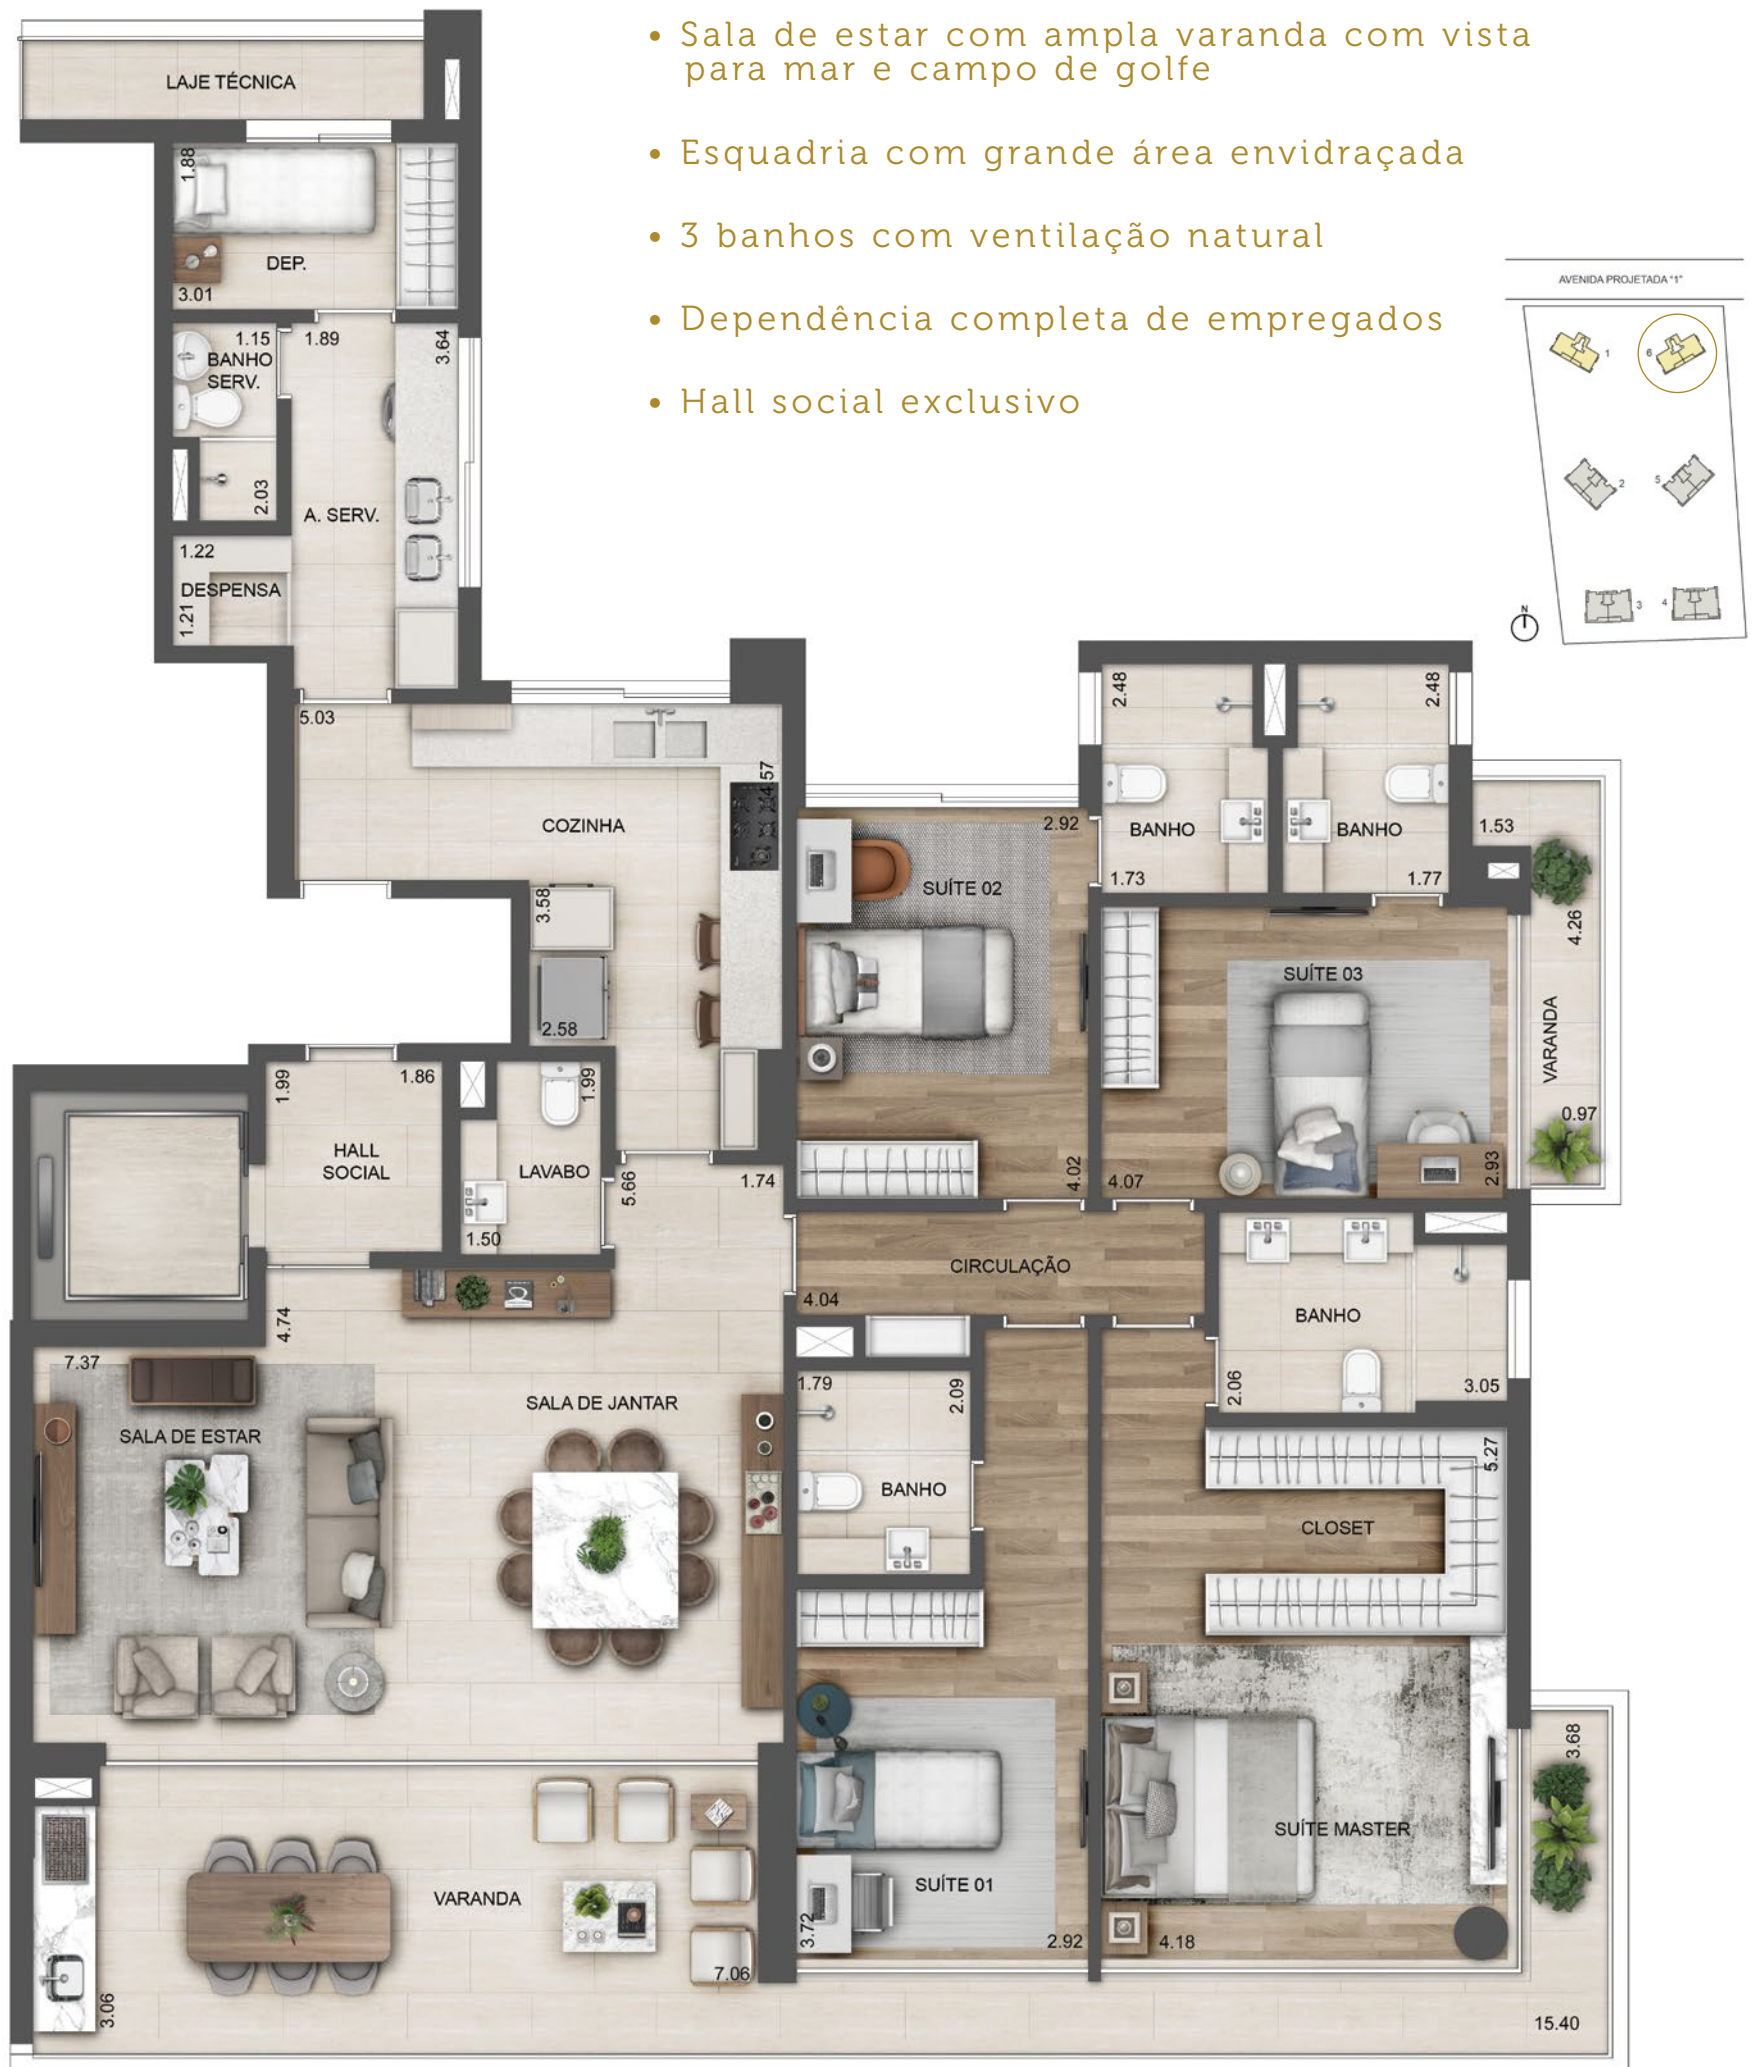 • Sala de estar com ampla varanda com vista
para mar e campo de golfe
• Esquadria com grande área envidraçada
• 3 banhos com ventilação natural
• Dependência completa de empregados
• Hall social exclusivo
AVENIDA PROJETADA "1"
1
6
2
5
3
4
N
LAJE TÉCNICA
1.88
DEP.
3.01
1.15
1.89
3.64
BANHO
SERV.
2.03
A. SERV.
1.22
DESPENSA
1.21
5.03
4.57
COZINHA
3.58
2.58
2.48
2.48
2.92
BANHO
BANHO
1.53
1.73
1.77
SUÍTE 02
4.26
SUÍTE 03
VARANDA
0.97
1.99
1.86
1.99
HALL
SOCIAL
LAVABO
5.66
1.74
4.02
4.07
2.93
1.50
CIRCULAÇÃO
4.04
BANHO
4.74
7.37
1.79
2.09
2.06
3.05
SALA DE JANTAR
SALA DE ESTAR
5.27
BANHO
CLOSET
3.68
SUÍTE MASTER
VARANDA
SUÍTE 01
3.72
2.92
4.18
7.06
3.06
15.40